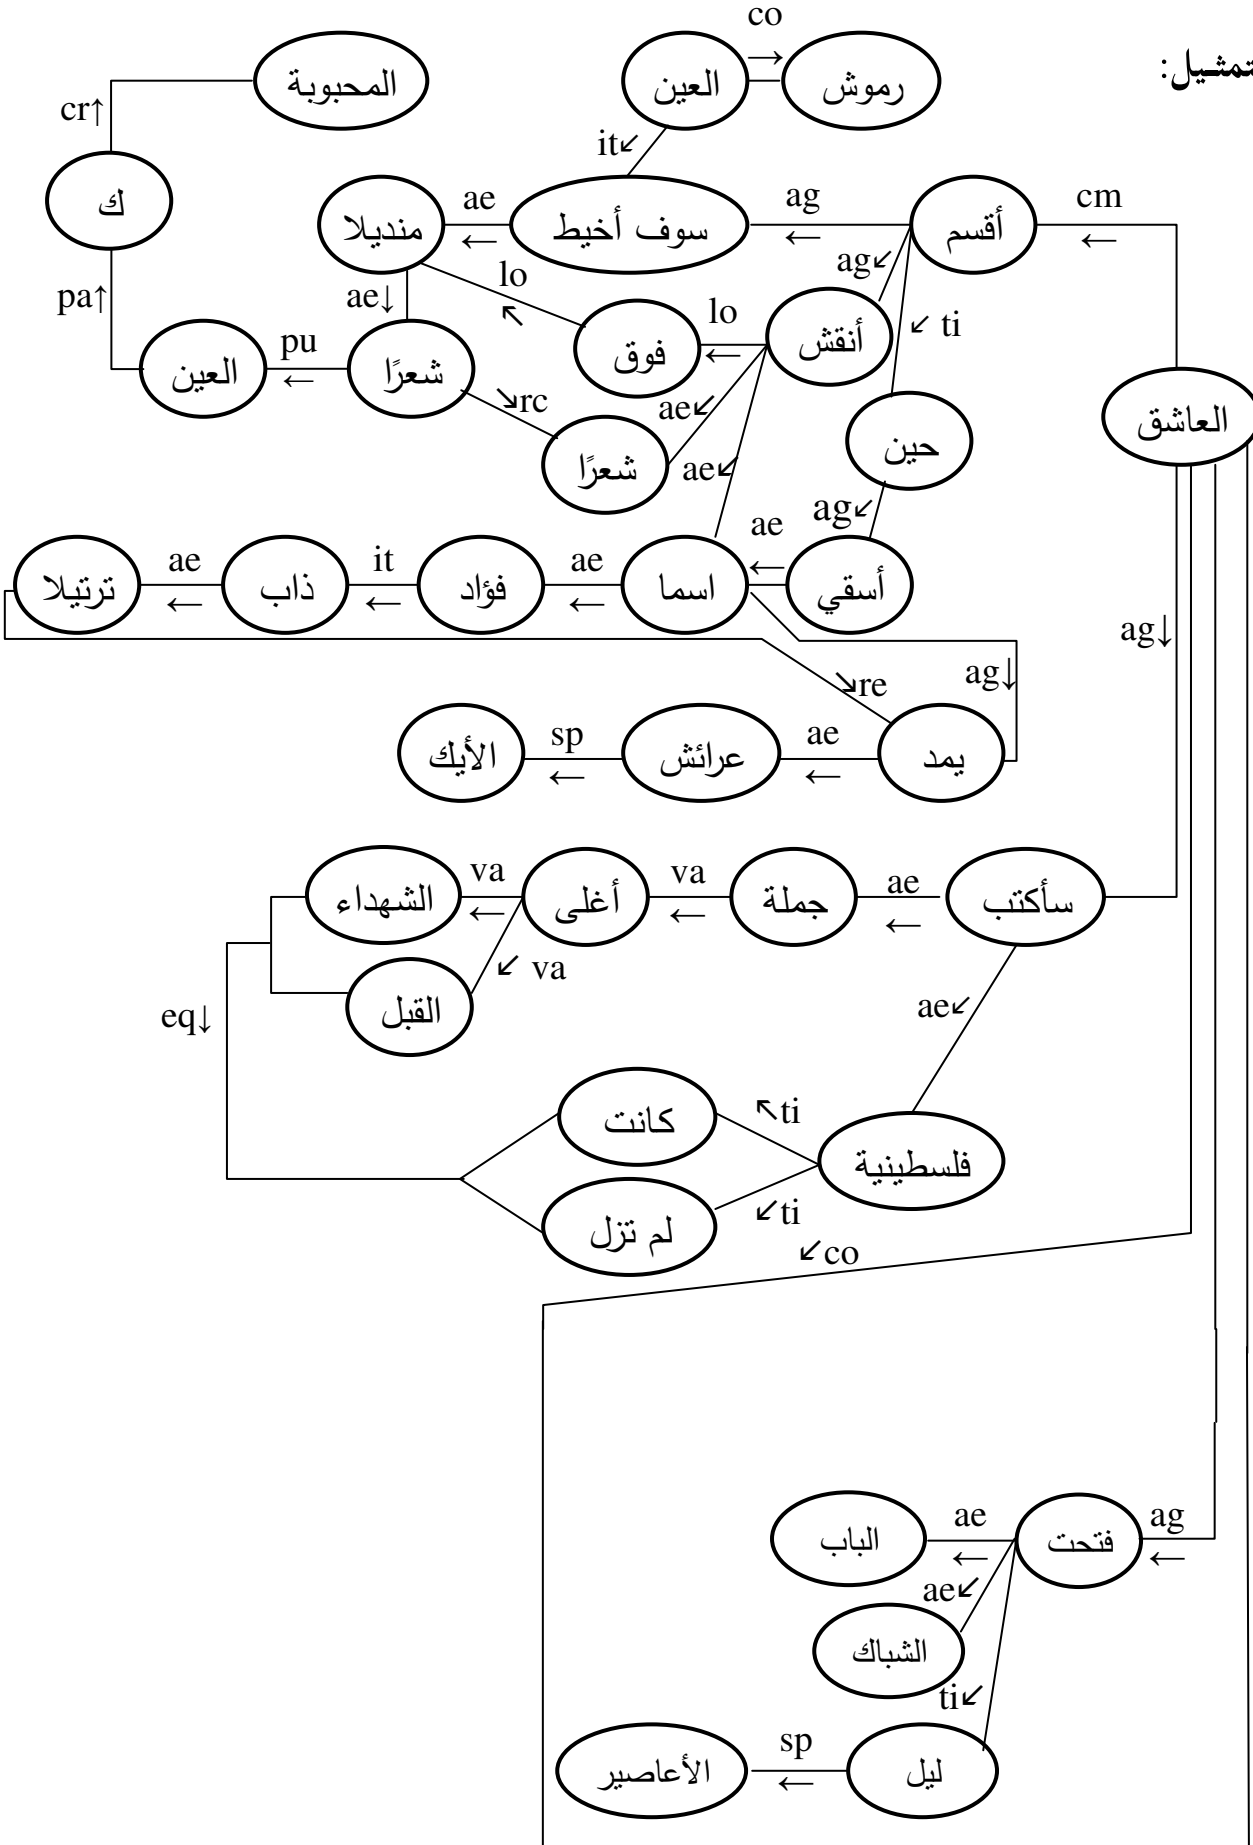 تمثيل:
co
رموش
العين
المحبوبة
cr↑
it↙
ك
cm
←
أقسم
ag
←
سوف أخيط
ae
←
منديلا
ag↙
lo
↖
ae↓
pa↑
↙ ti
أنقش
lo
←
فوق
شعرًا
pu
←
العين
العاشق
↘rc
ae↙
حين
شعرًا
ae↙
ag↙
أسقي
ae
←
اسما
ae
←
فؤاد
it
←
ذاب
ae
←
ترتيلا
ag↓
ag↓
↘re
يمد
ae
←
عرائش
sp
←
الأيك
سأكتب
ae
←
جملة
va
←
أغلى
va
←
الشهداء
↙ va
القبل
ae↙
eq↓
↖ti
كانت
فلسطينية
↙ti
لم تزل
↙co
ag
←
فتحت
ae
←
الباب
ae↙
الشباك
ti↙
ليل
sp
←
الأعاصير